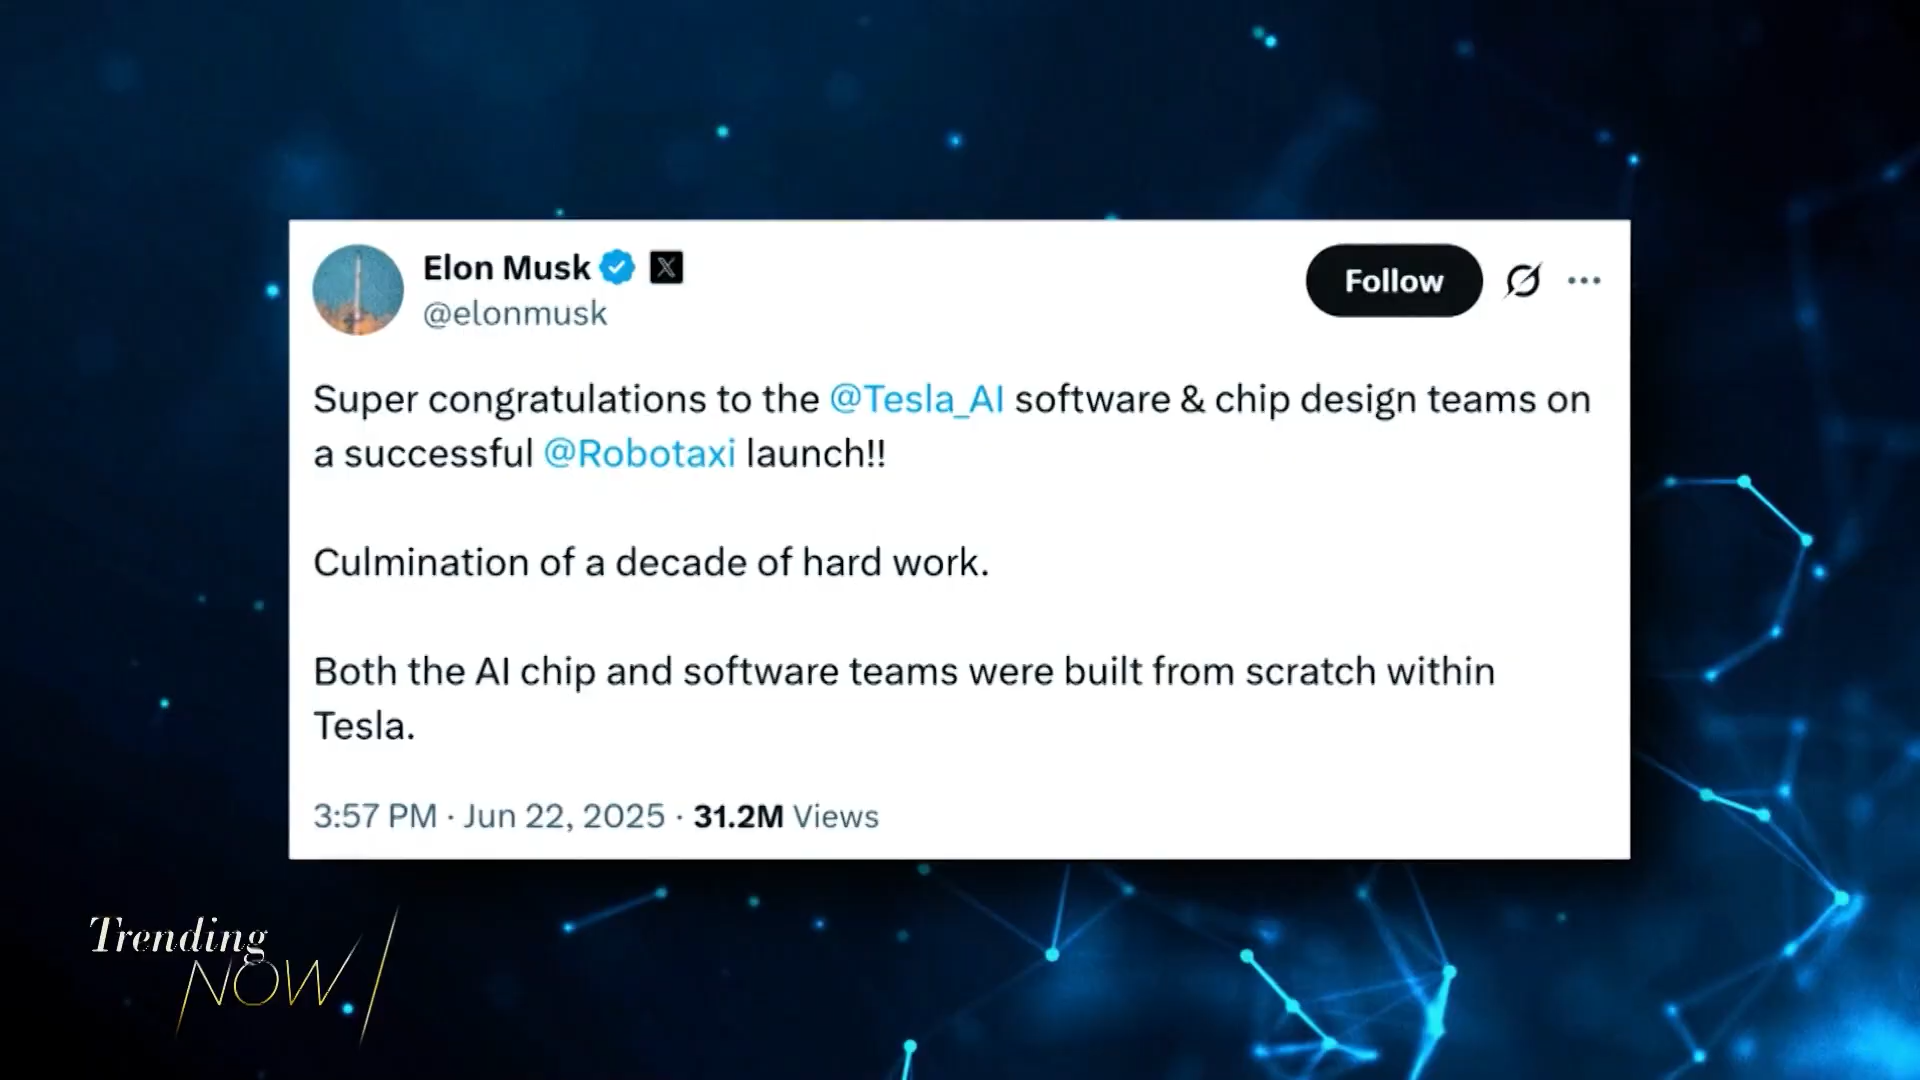 Elon Musk
@elonmusk
Follow
Super congratulations to the @Tesla_AI software & chip design teams on
a successful @Robotaxi launch!!
Culmination of a decade of hard work.
Both the AI chip and software teams were built from scratch within
Tesla.
3:57 PM · Jun 22, 2025 · 31.2M Views
Trending
NOW